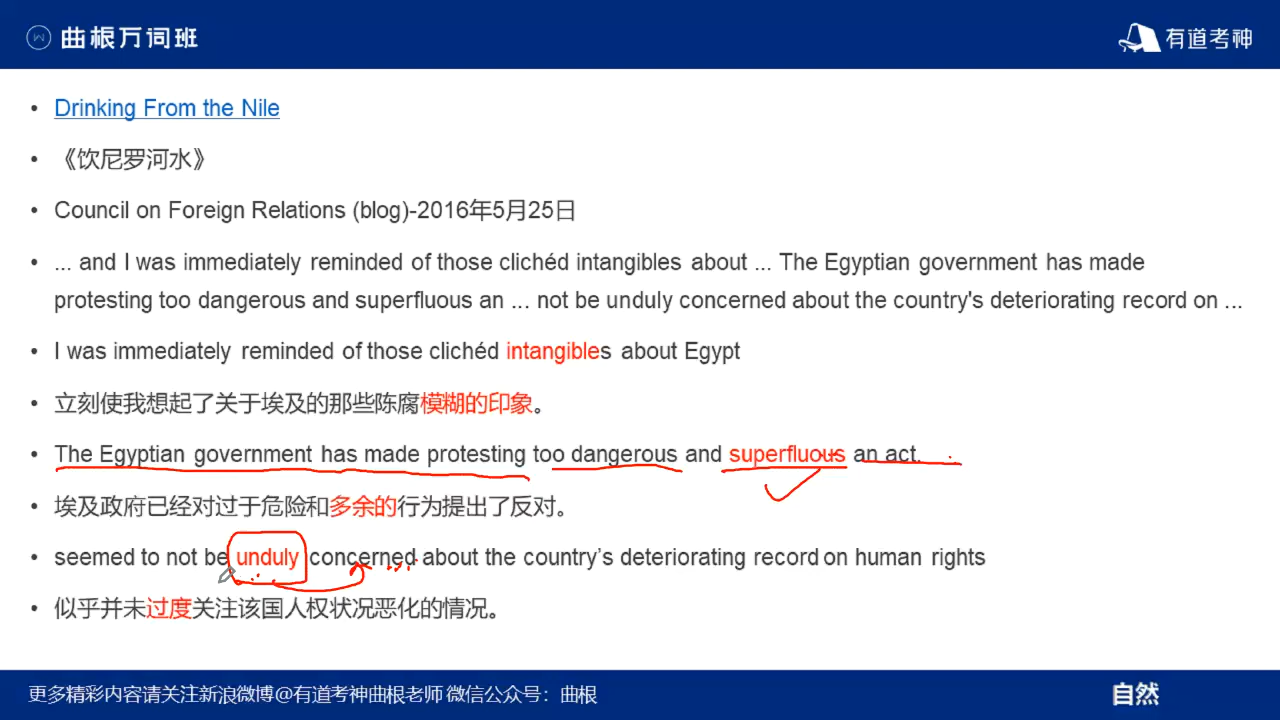 曲根万词班
有道考神
Drinking From the Nile
《饮尼罗河水》
Council on Foreign Relations (blog)-2016年5月25日
... and I was immediately reminded of those clichéd intangibles about ... The Egyptian government has made
protesting too dangerous and superfluous an ... not be unduly concerned about the country's deteriorating record on ...
I was immediately reminded of those clichéd intangibles about Egypt
立刻使我想起了关于埃及的那些陈腐模糊的印象。
The Egyptian government has made protesting too dangerous and superfluous an act.
埃及政府已经对过于危险和多余的行为提出了反对。
seemed to not be unduly concerned about the country's deteriorating record on human rights
似乎并未过度关注该国人权状况恶化的情况。
更多精彩内容请关注新浪微博@有道考神曲根老师 微信公众号：曲根
自然